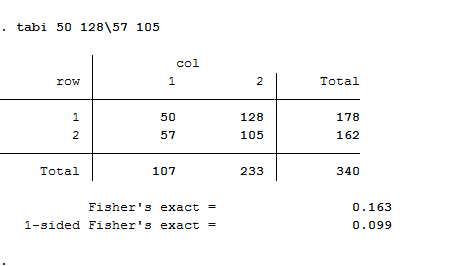 . tabi 50 128\57 105
col
row 1 2 Total
1 50 128 178
2 57 105 162
Total 107 233 340
Fisher's exact = 0.163
1-sided Fisher's exact = 0.099
.